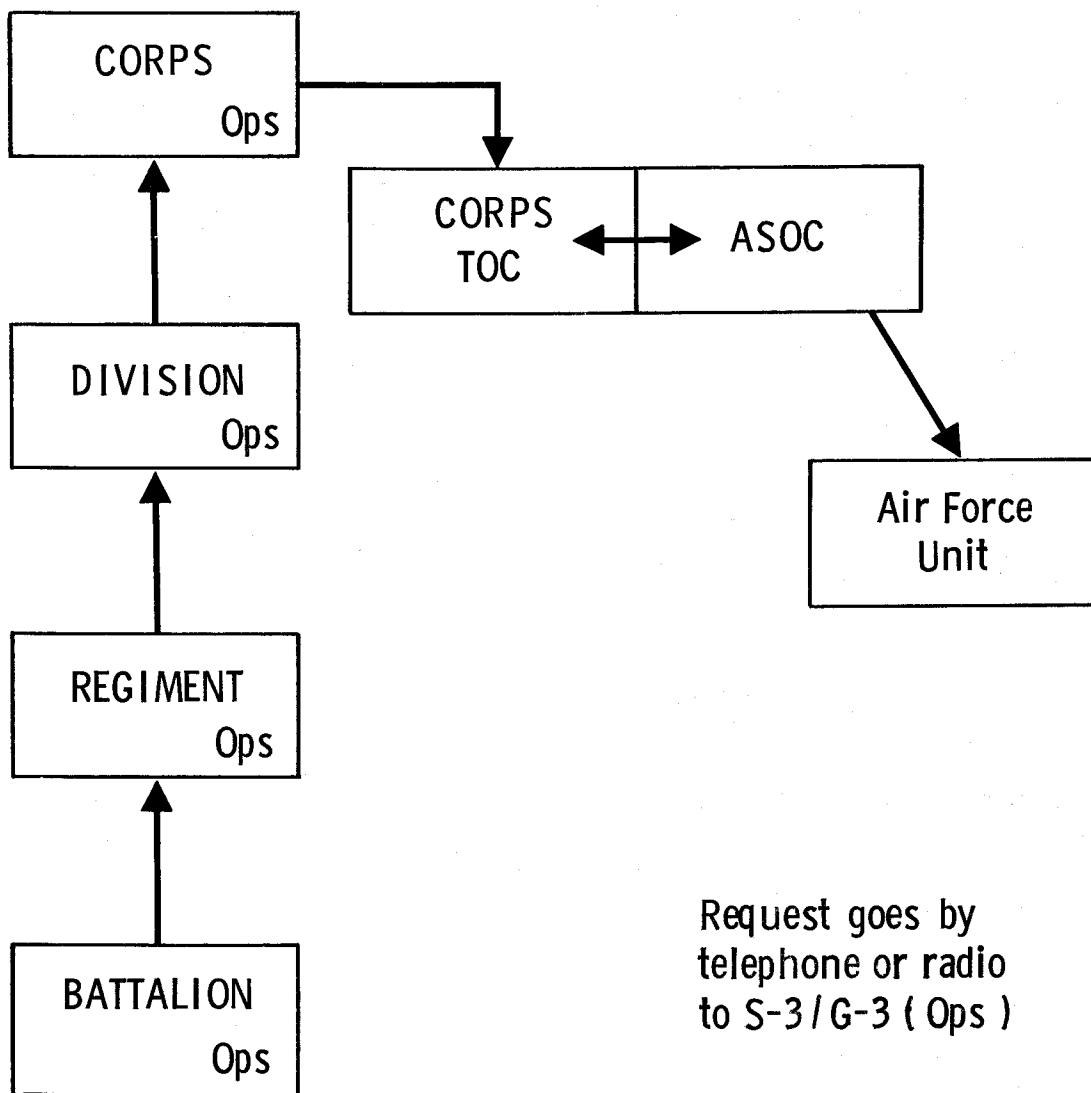 CORPS
Ops
CORPS
TOC
ASOC
DIVISION
Ops
Air Force
Unit
REGIMENT
Ops
BATTALION
Ops
Request goes by
telephone or radio
to S-3/G-3 ( Ops )